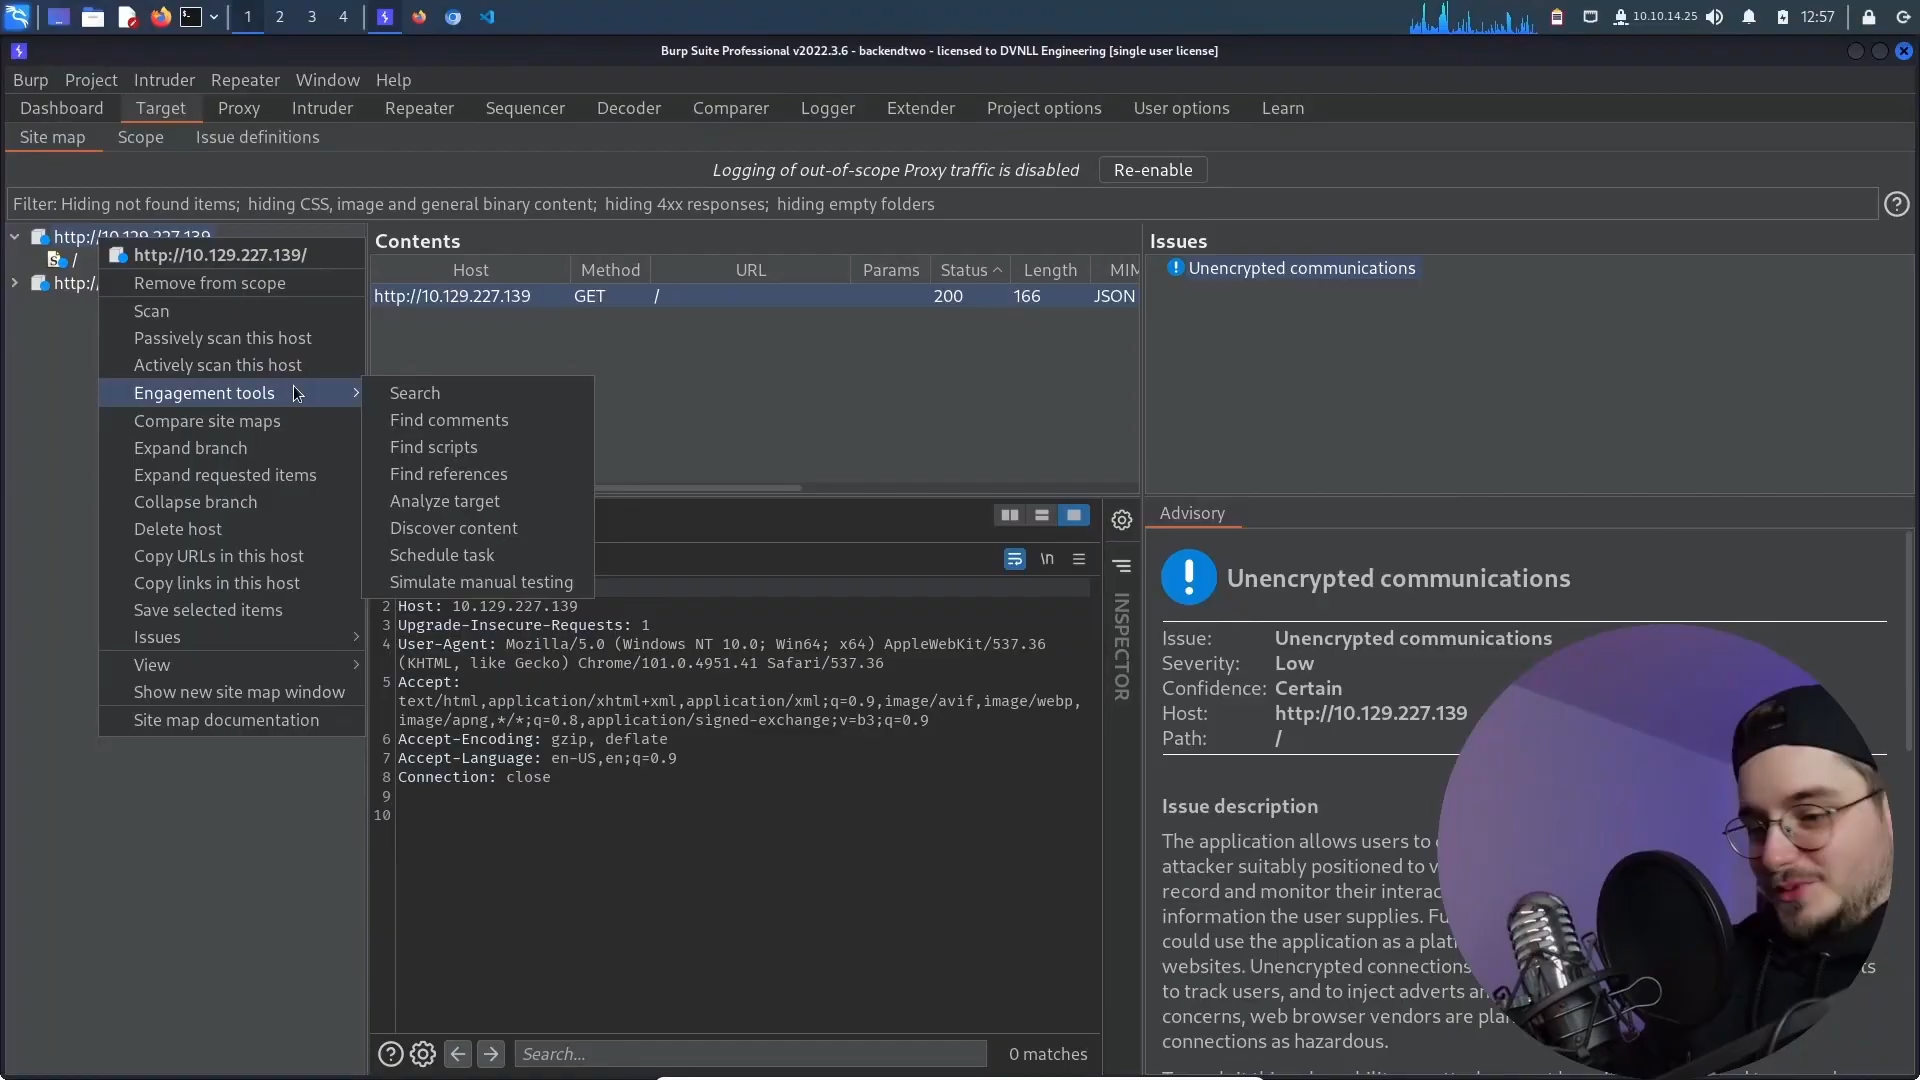 1
2
3
4
10.10.14.25
12:57
Burp Suite Professional v2022.3.6 - backendtwo - licensed to DVNLL Engineering [single user license]
Burp Project Intruder Repeater Window Help
Dashboard Target Proxy Intruder Repeater Sequencer Decoder Comparer Logger Extender Project options User options Learn
Site map Scope Issue definitions
Logging of out-of-scope Proxy traffic is disabled Re-enable
Filter: Hiding not found items; hiding CSS, image and general binary content; hiding 4xx responses; hiding empty folders
http://10.129.227.139
/
http:/
http://10.129.227.139/
Remove from scope
Scan
Passively scan this host
Actively scan this host
Engagement tools
Compare site maps
Expand branch
Expand requested items
Collapse branch
Delete host
Copy URLs in this host
Copy links in this host
Save selected items
Issues
View
Show new site map window
Site map documentation
Search
Find comments
Find scripts
Find references
Analyze target
Discover content
Schedule task
Simulate manual testing
Contents
Host Method URL Params Status Length MIM
http://10.129.227.139 GET / 200 166 JSON
\n
2 Host: 10.129.227.139
3 Upgrade-Insecure-Requests: 1
4 User-Agent: Mozilla/5.0 (Windows NT 10.0; Win64; x64) AppleWebKit/537.36
(KHTML, like Gecko) Chrome/101.0.4951.41 Safari/537.36
5 Accept:
text/html,application/xhtml+xml,application/xml;q=0.9,image/avif,image/webp,
image/apng,*/*;q=0.8,application/signed-exchange;v=b3;q=0.9
6 Accept-Encoding: gzip, deflate
7 Accept-Language: en-US,en;q=0.9
8 Connection: close
9
10
Search...
0 matches
INSPECTOR
Issues
Unencrypted communications
Advisory
Unencrypted communications
Issue: Unencrypted communications
Severity: Low
Confidence: Certain
Host: http://10.129.227.139
Path: /
Issue description
The application allows users to
attacker suitably positioned to v
record and monitor their interac
information the user supplies. Fu
could use the application as a plat
websites. Unencrypted connections
to track users, and to inject adverts an
concerns, web browser vendors are plan
connections as hazardous.